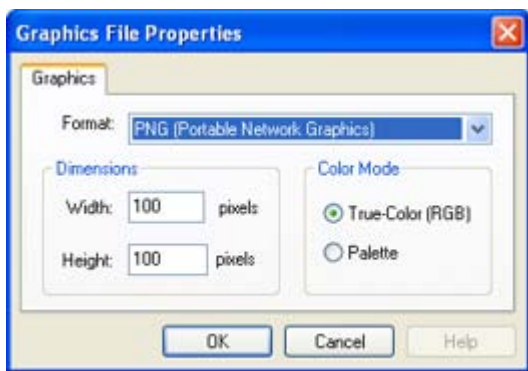 Graphics File Properties
Graphics
Format: PNG (Portable Network Graphics)
Dimensions
Width: 100 pixels
Height: 100 pixels
Color Mode
True-Color (RGB)
Palette
OK Cancel Help